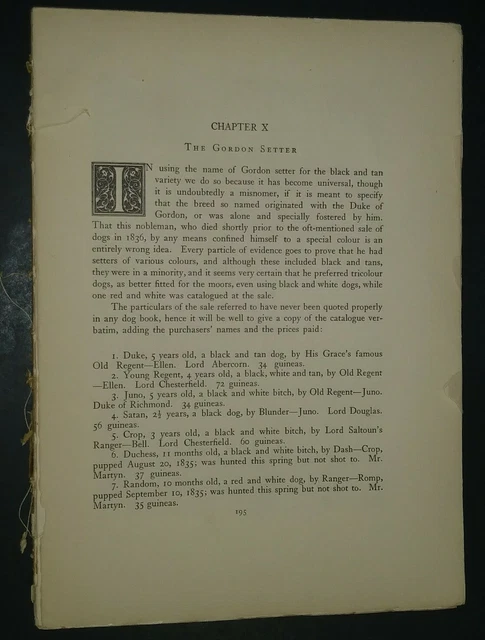 CHAPTER X
THE GORDON SETTER
IN using the name of Gordon setter for the black and tan
variety we do so because it has become universal, though
it is undoubtedly a misnomer, if it is meant to specify
that the breed so named originated with the Duke of
Gordon, or was alone and specially fostered by him.
That this nobleman, who died shortly prior to the oft-mentioned sale of
dogs in 1836, by any means confined himself to a special colour is an
entirely wrong idea. Every particle of evidence goes to prove that he had
setters of various colours, and although these included black and tans,
they were in a minority, and it seems very certain that he preferred tricolour
dogs, as better fitted for the moors, even using black and white dogs, while
one red and white was catalogued at the sale.
The particulars of the sale referred to have never been quoted properly
in any dog book, hence it will be well to give a copy of the catalogue ver-
batim, adding the purchasers' names and the prices paid:
1. Duke, 5 years old, a black and tan dog, by His Grace's famous
Old Regent—Ellen. Lord Abercorn. 34 guineas.
2. Young Regent, 4 years old, a black, white and tan, by Old Regent
—Ellen. Lord Chesterfield. 72 guineas.
3. Juno, 5 years old, a black and white bitch, by Old Regent—Juno.
Duke of Richmond. 34 guineas.
4. Satan, 2½ years, a black dog, by Blunder—Juno. Lord Douglas.
56 guineas.
5. Crop, 3 years old, a black and white bitch, by Lord Saltoun's
Ranger—Bell. Lord Chesterfield. 60 guineas.
6. Duchess, 11 months old, a black and white bitch, by Dash—Crop,
pupped August 20, 1835; was hunted this spring but not shot to. Mr.
Martyn. 37 guineas.
7. Random, 10 months old, a red and white dog, by Ranger—Romp,
pupped September 10, 1835; was hunted this spring but not shot to. Mr.
Martyn. 35 guineas.
195